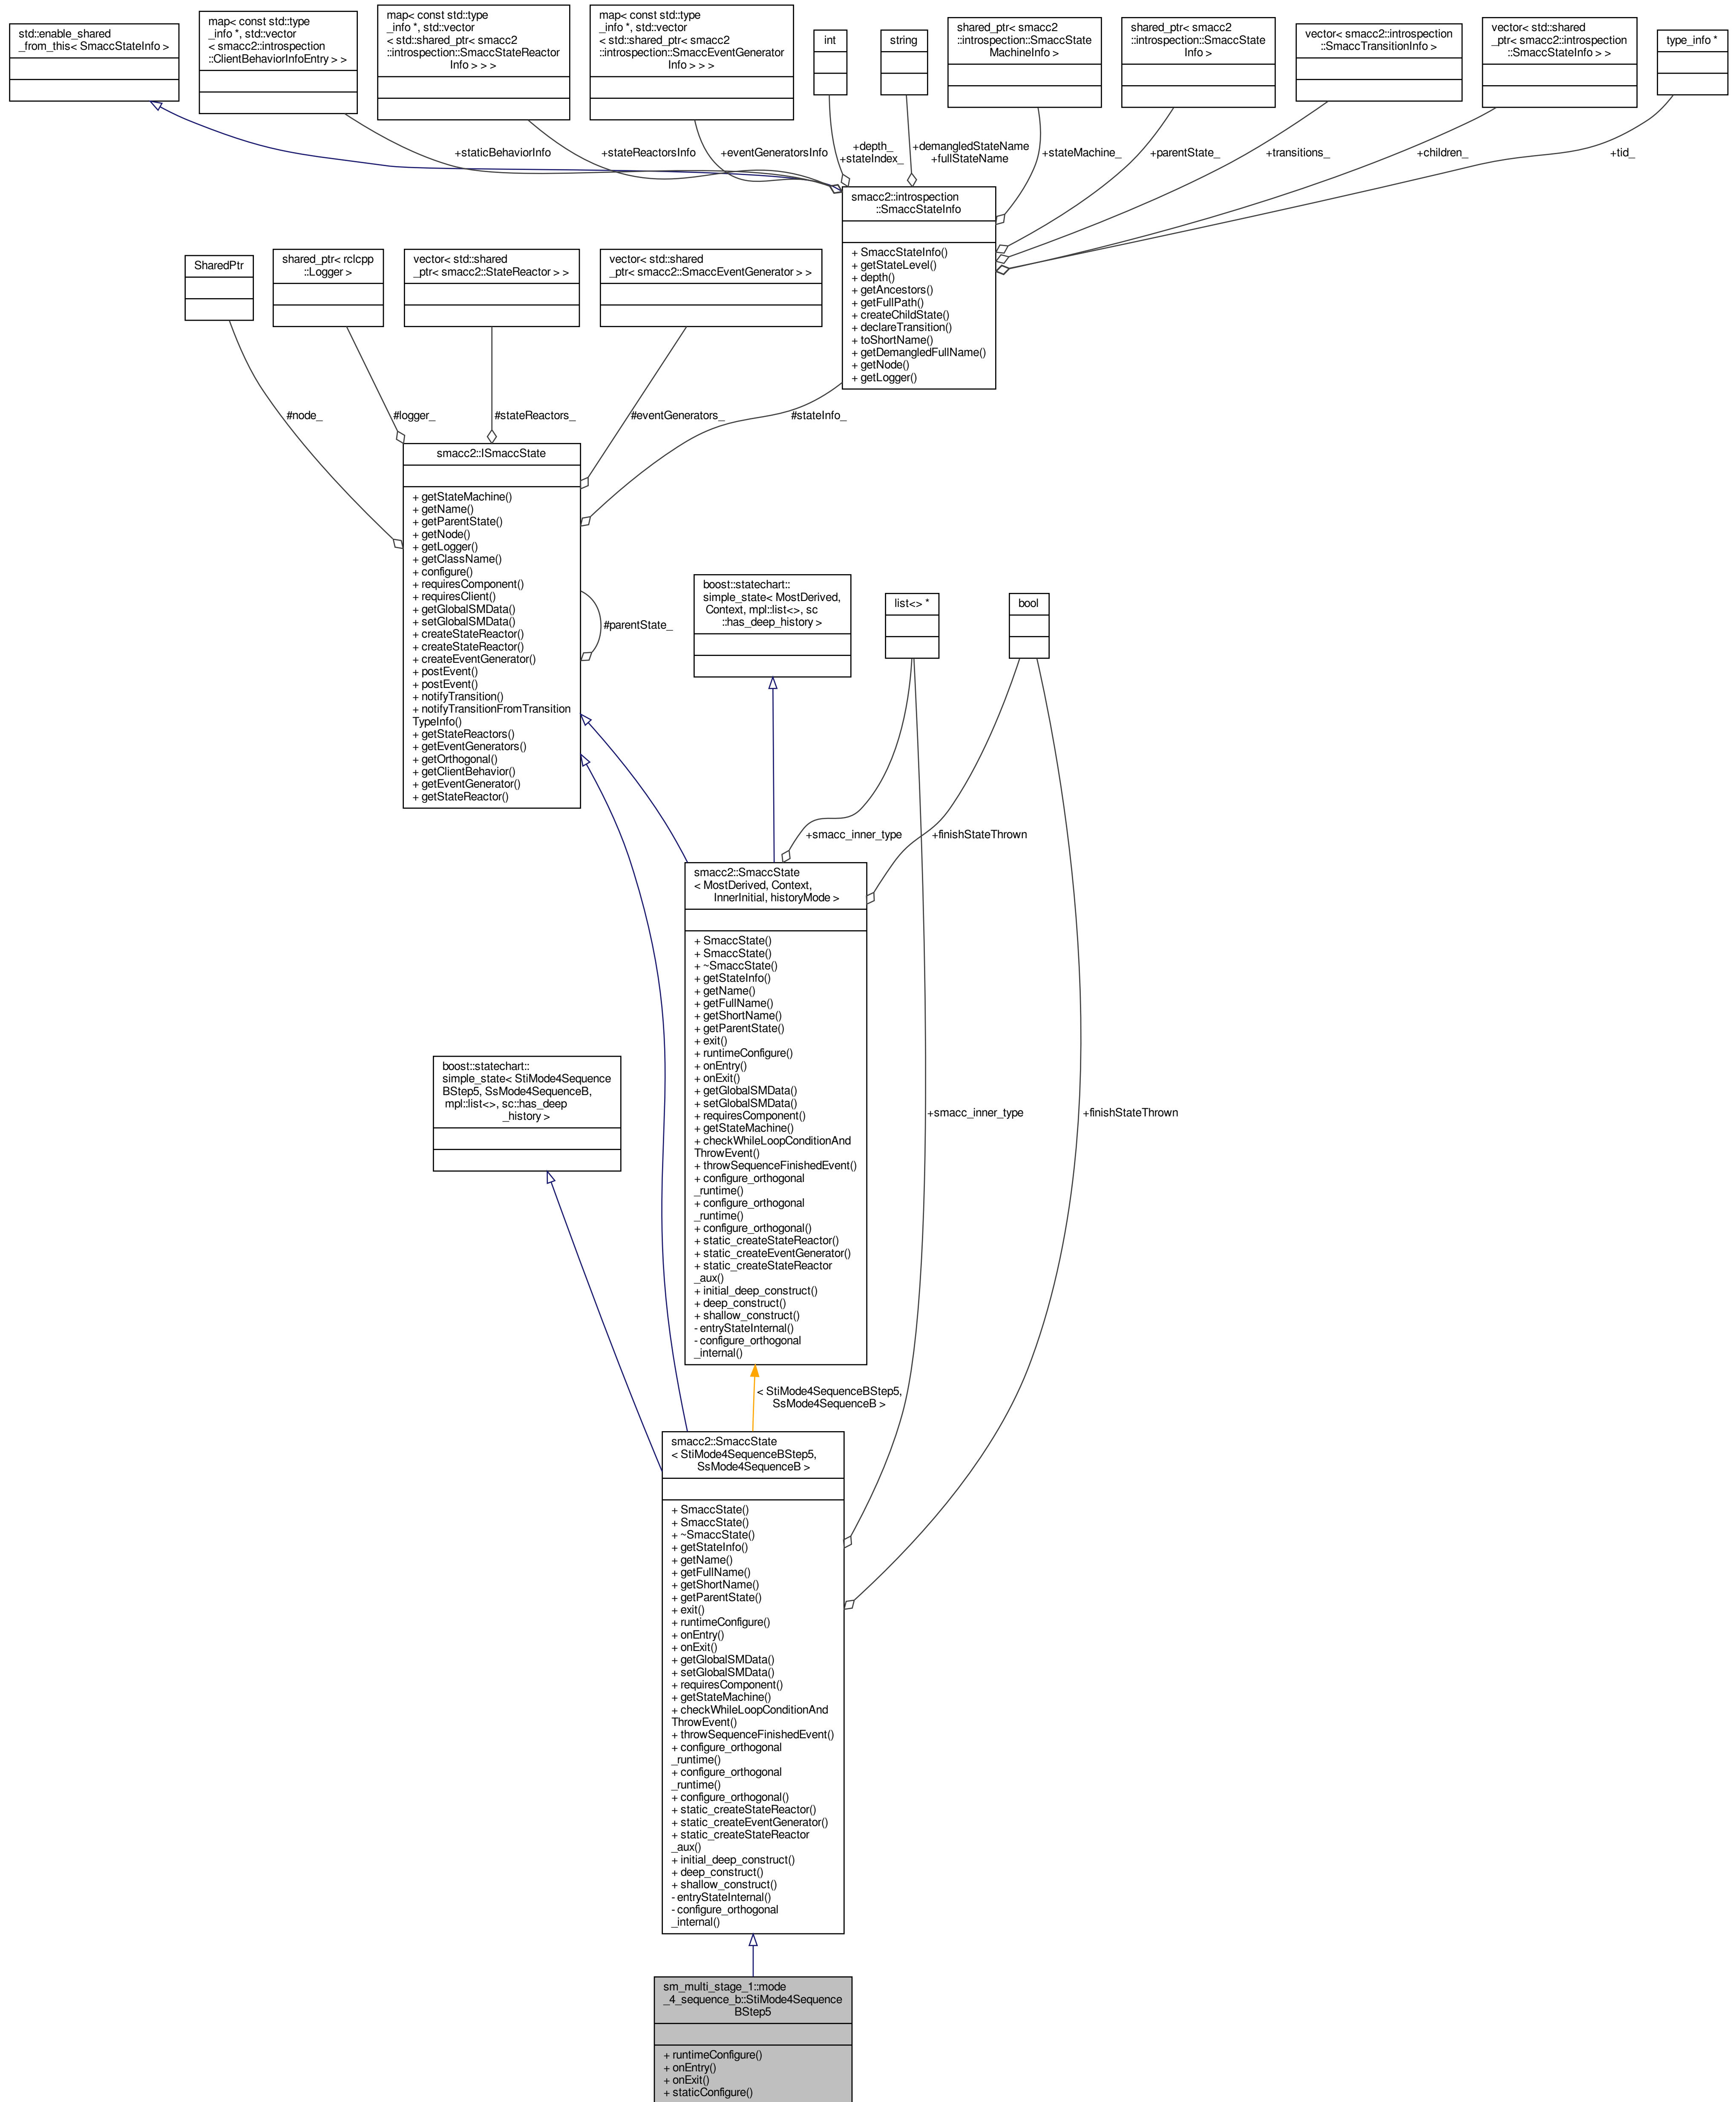 std::enable_shared
_from_this< SmaccStateInfo >
map< const std::type
_info *, std::vector
< smacc2::introspection
::ClientBehaviorInfoEntry > >
map< const std::type
_info *, std::vector
< std::shared_ptr< smacc2
::introspection::SmaccStateReactor
Info > > >
map< const std::type
_info *, std::vector
< std::shared_ptr< smacc2
::introspection::SmaccEventGenerator
Info > > >
int
string
shared_ptr< smacc2
::introspection::SmaccState
MachineInfo >
shared_ptr< smacc2
::introspection::SmaccState
Info >
vector< smacc2::introspection
::SmaccTransitionInfo >
vector< std::shared
_ptr< smacc2::introspection
::SmaccStateInfo > >
type_info *
+staticBehaviorInfo
+stateReactorsInfo
+eventGeneratorsInfo
+depth_
+stateIndex_
+demangledStateName
+fullStateName
+stateMachine_
+parentState_
+transitions_
+children_
+tid_
smacc2::introspection
::SmaccStateInfo
+ SmaccStateInfo()
+ getStateLevel()
+ depth()
+ getAncestors()
+ getFullPath()
+ createChildState()
+ declareTransition()
+ toShortName()
+ getDemangledFullName()
+ getNode()
+ getLogger()
SharedPtr
shared_ptr< rclcpp
::Logger >
vector< std::shared
_ptr< smacc2::StateReactor > >
vector< std::shared
_ptr< smacc2::SmaccEventGenerator > >
#node_
#logger_
#stateReactors_
#eventGenerators_
#stateInfo_
smacc2::ISmaccState
+ getStateMachine()
+ getName()
+ getParentState()
+ getNode()
+ getLogger()
+ getClassName()
+ configure()
+ requiresComponent()
+ requiresClient()
+ getGlobalSMData()
+ setGlobalSMData()
+ createStateReactor()
+ createStateReactor()
+ createEventGenerator()
+ postEvent()
+ postEvent()
+ notifyTransition()
+ notifyTransitionFromTransition
TypeInfo()
+ getStateReactors()
+ getEventGenerators()
+ getOrthogonal()
+ getClientBehavior()
+ getEventGenerator()
+ getStateReactor()
#parentState_
boost::statechart::
simple_state< MostDerived,
Context, mpl::list<>, sc
::has_deep_history >
list<> *
bool
+smacc_inner_type
+finishStateThrown
smacc2::SmaccState
< MostDerived, Context,
InnerInitial, historyMode >
+ SmaccState()
+ SmaccState()
+ ~SmaccState()
+ getStateInfo()
+ getName()
+ getFullName()
+ getShortName()
+ getParentState()
+ exit()
+ runtimeConfigure()
+ onEntry()
+ onExit()
+ getGlobalSMData()
+ setGlobalSMData()
+ requiresComponent()
+ getStateMachine()
+ checkWhileLoopConditionAnd
ThrowEvent()
+ throwSequenceFinishedEvent()
+ configure_orthogonal
_runtime()
+ configure_orthogonal
_runtime()
+ configure_orthogonal()
+ static_createStateReactor()
+ static_createEventGenerator()
+ static_createStateReactor
_aux()
+ initial_deep_construct()
+ deep_construct()
+ shallow_construct()
- entryStateInternal()
- configure_orthogonal
_internal()
boost::statechart::
simple_state< StiMode4Sequence
BStep5, SsMode4SequenceB,
mpl::list<>, sc::has_deep
_history >
+smacc_inner_type
+finishStateThrown
< StiMode4SequenceBStep5,
SsMode4SequenceB >
smacc2::SmaccState
< StiMode4SequenceBStep5,
SsMode4SequenceB >
+ SmaccState()
+ SmaccState()
+ ~SmaccState()
+ getStateInfo()
+ getName()
+ getFullName()
+ getShortName()
+ getParentState()
+ exit()
+ runtimeConfigure()
+ onEntry()
+ onExit()
+ getGlobalSMData()
+ setGlobalSMData()
+ requiresComponent()
+ getStateMachine()
+ checkWhileLoopConditionAnd
ThrowEvent()
+ throwSequenceFinishedEvent()
+ configure_orthogonal
_runtime()
+ configure_orthogonal
_runtime()
+ configure_orthogonal()
+ static_createStateReactor()
+ static_createEventGenerator()
+ static_createStateReactor
_aux()
+ initial_deep_construct()
+ deep_construct()
+ shallow_construct()
- entryStateInternal()
- configure_orthogonal
_internal()
sm_multi_stage_1::mode
_4_sequence_b::StiMode4Sequence
BStep5
+ runtimeConfigure()
+ onEntry()
+ onExit()
+ staticConfigure()